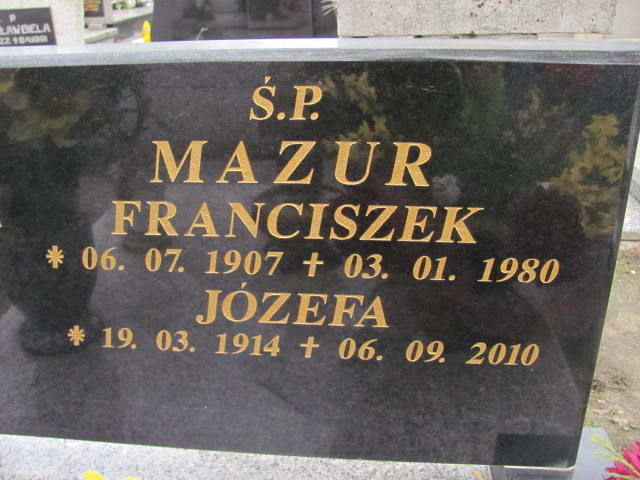 Ś.P.
MAZUR
FRANCISZEK
* 06. 07. 1907 + 03. 01. 1980
JÓZEFA
* 19. 03. 1914 + 06. 09. 2010